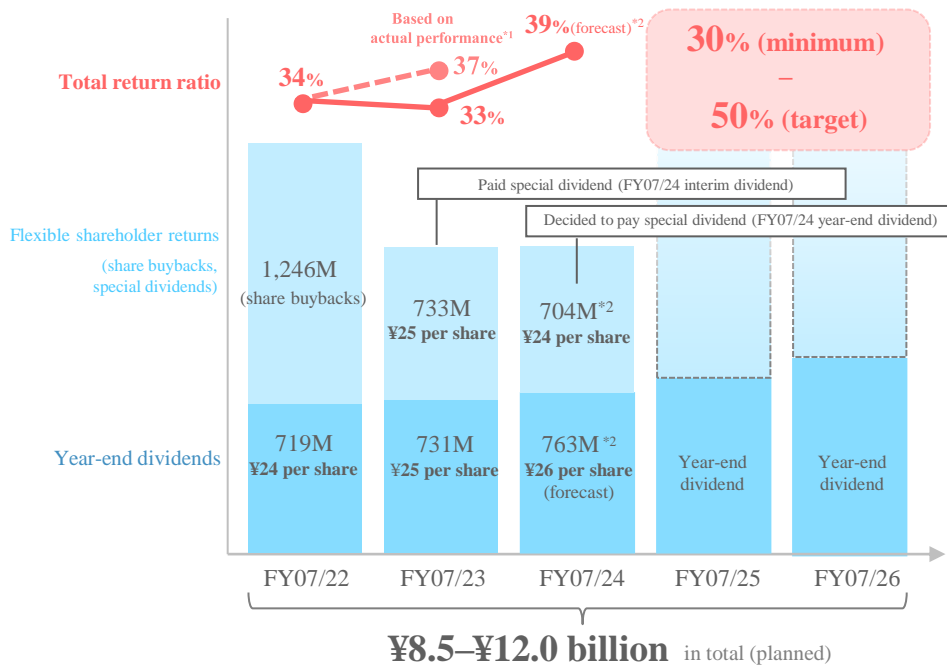 Based on
actual performance*1
39% (forecast)*2
30% (minimum)
–
50% (target)
Total return ratio
34%
37%
33%
Paid special dividend (FY07/24 interim dividend)
Decided to pay special dividend (FY07/24 year-end dividend)
Flexible shareholder returns
(share buybacks,
special dividends)
1,246M
(share buybacks)
733M
¥25 per share
704M*2
¥24 per share
Year-end dividends
719M
¥24 per share
731M
¥25 per share
763M*2
¥26 per share
(forecast)
Year-end
dividend
Year-end
dividend
FY07/22
FY07/23
FY07/24
FY07/25
FY07/26
¥8.5–¥12.0 billion in total (planned)